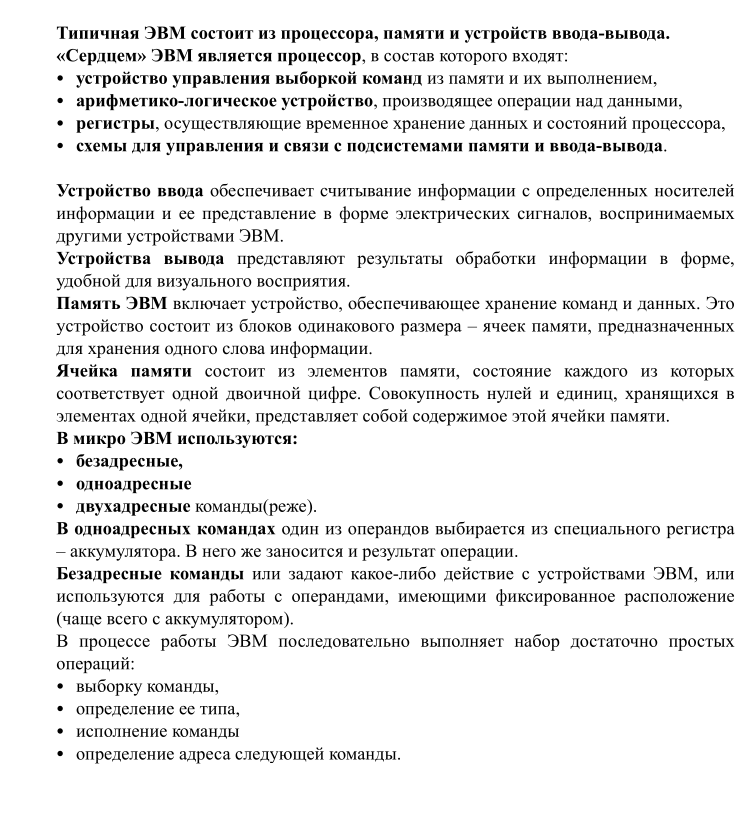 Типичная ЭВМ состоит из процессора, памяти и устройств ввода-вывода.
«Сердцем» ЭВМ является процессор, в состав которого входят:
• устройство управления выборкой команд из памяти и их выполнением,
• арифметико-логическое устройство, производящее операции над данными,
• регистры, осуществляющие временное хранение данных и состояний процессора,
• схемы для управления и связи с подсистемами памяти и ввода-вывода.
Устройство ввода обеспечивает считывание информации с определенных носителей
информации и ее представление в форме электрических сигналов, воспринимаемых
другими устройствами ЭВМ.
Устройства вывода представляют результаты обработки информации в форме,
удобной для визуального восприятия.
Память ЭВМ включает устройство, обеспечивающее хранение команд и данных. Это
устройство состоит из блоков одинакового размера – ячеек памяти, предназначенных
для хранения одного слова информации.
Ячейка памяти состоит из элементов памяти, состояние каждого из которых
соответствует одной двоичной цифре. Совокупность нулей и единиц, хранящихся в
элементах одной ячейки, представляет собой содержимое этой ячейки памяти.
В микро ЭВМ используются:
• безадресные,
• одноадресные
• двухадресные команды(реже).
В одноадресных командах один из операндов выбирается из специального регистра
– аккумулятора. В него же заносится и результат операции.
Безадресные команды или задают какое-либо действие с устройствами ЭВМ, или
используются для работы с операндами, имеющими фиксированное расположение
(чаще всего с аккумулятором).
В процессе работы ЭВМ последовательно выполняет набор достаточно простых
операций:
• выборку команды,
• определение ее типа,
• исполнение команды
• определение адреса следующей команды.